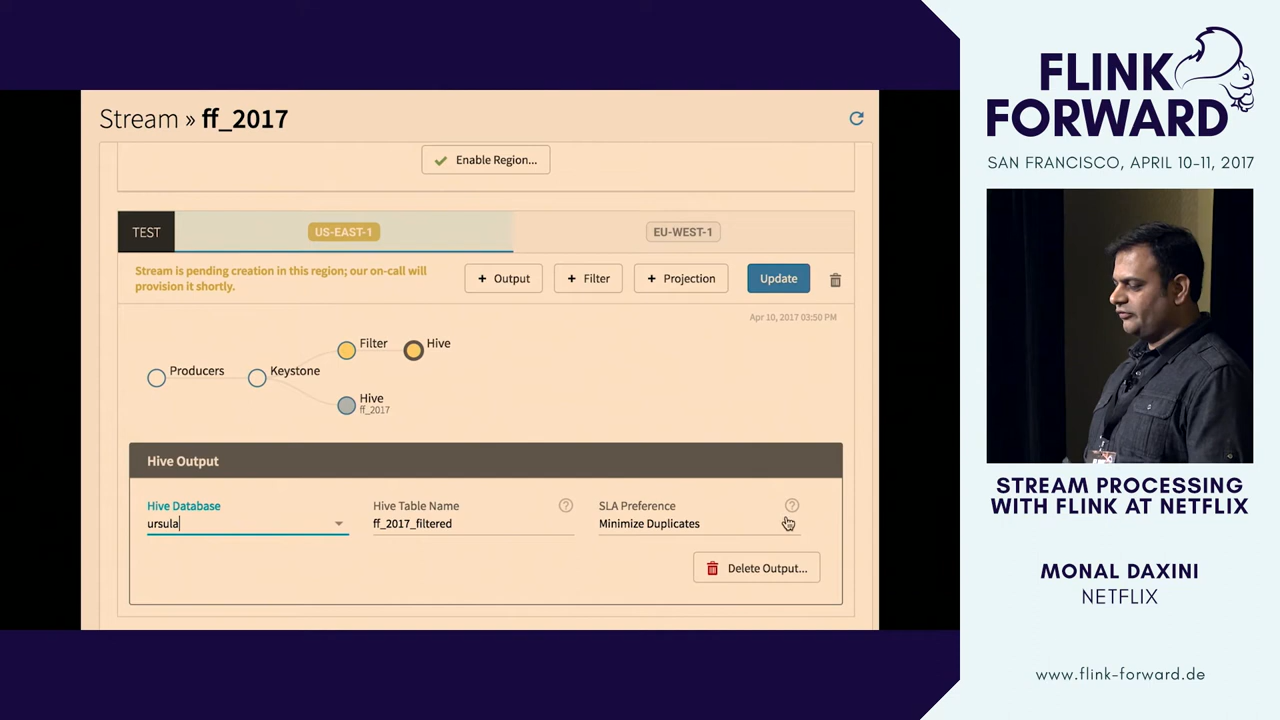 Stream » ff_2017
Enable Region...
TEST
US-EAST-1
EU-WEST-1
Stream is pending creation in this region; our on-call will
provision it shortly.
+ Output
+ Filter
+ Projection
Update
Apr 10, 2017 03:50 PM
Filter
Hive
Producers
Keystone
Hive
ff_2017
Hive Output
Hive Database
Hive Table Name
?
SLA Preference
?
ursula
ff_2017_filtered
Minimize Duplicates
Delete Output...
FLINK
FORWARD
SAN FRANCISCO, APRIL 10-11, 2017
STREAM PROCESSING
WITH FLINK AT NETFLIX
MONAL DAXINI
NETFLIX
www.flink-forward.de